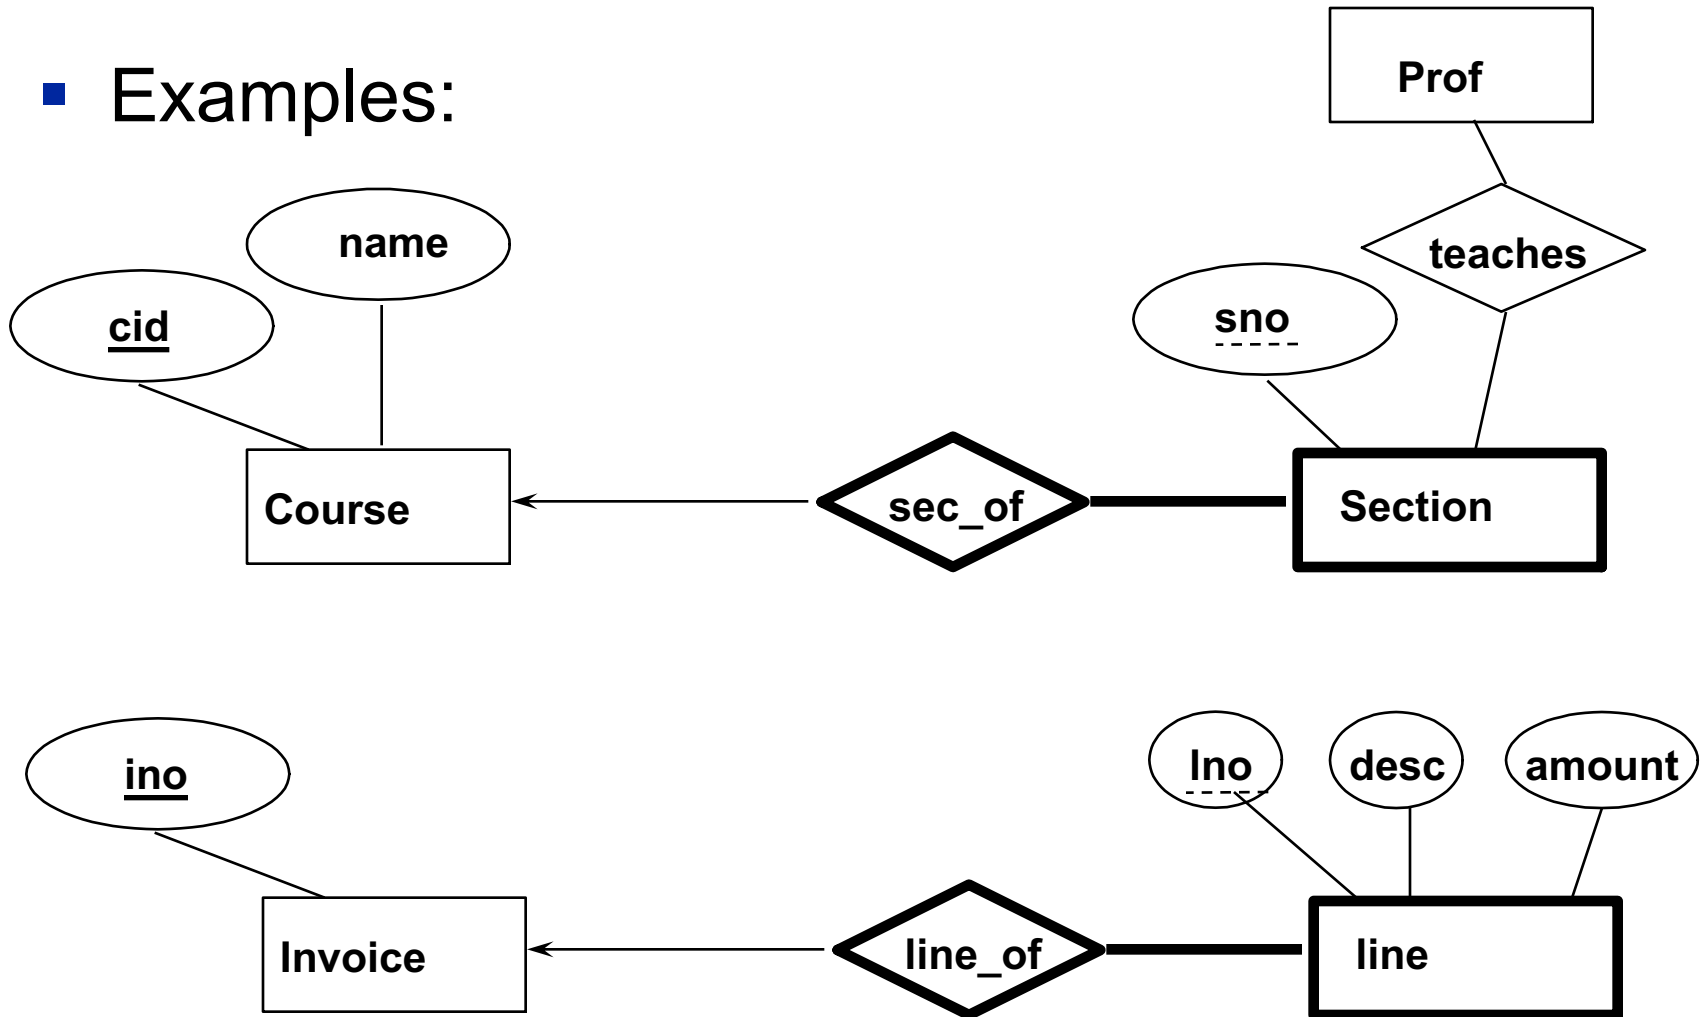 Examples:
Prof
name
teaches
cid
sno
Course
sec_of
Section
ino
lno
desc
amount
Invoice
line_of
line